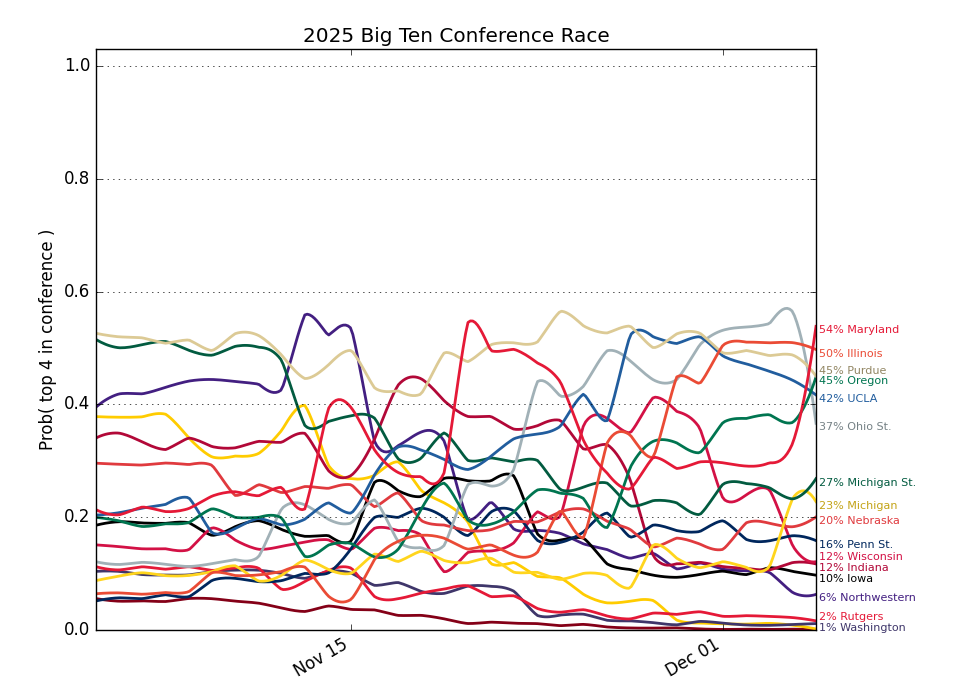 2025 Big Ten Conference Race
Prob( top 4 in conference )
1.0
0.8
0.6
0.4
0.2
0.0
Nov 15
Dec 01
54% Maryland
50% Illinois
45% Purdue
45% Oregon
42% UCLA
37% Ohio St.
27% Michigan St.
23% Michigan
20% Nebraska
16% Penn St.
12% Wisconsin
12% Indiana
10% Iowa
6% Northwestern
2% Rutgers
1% Washington